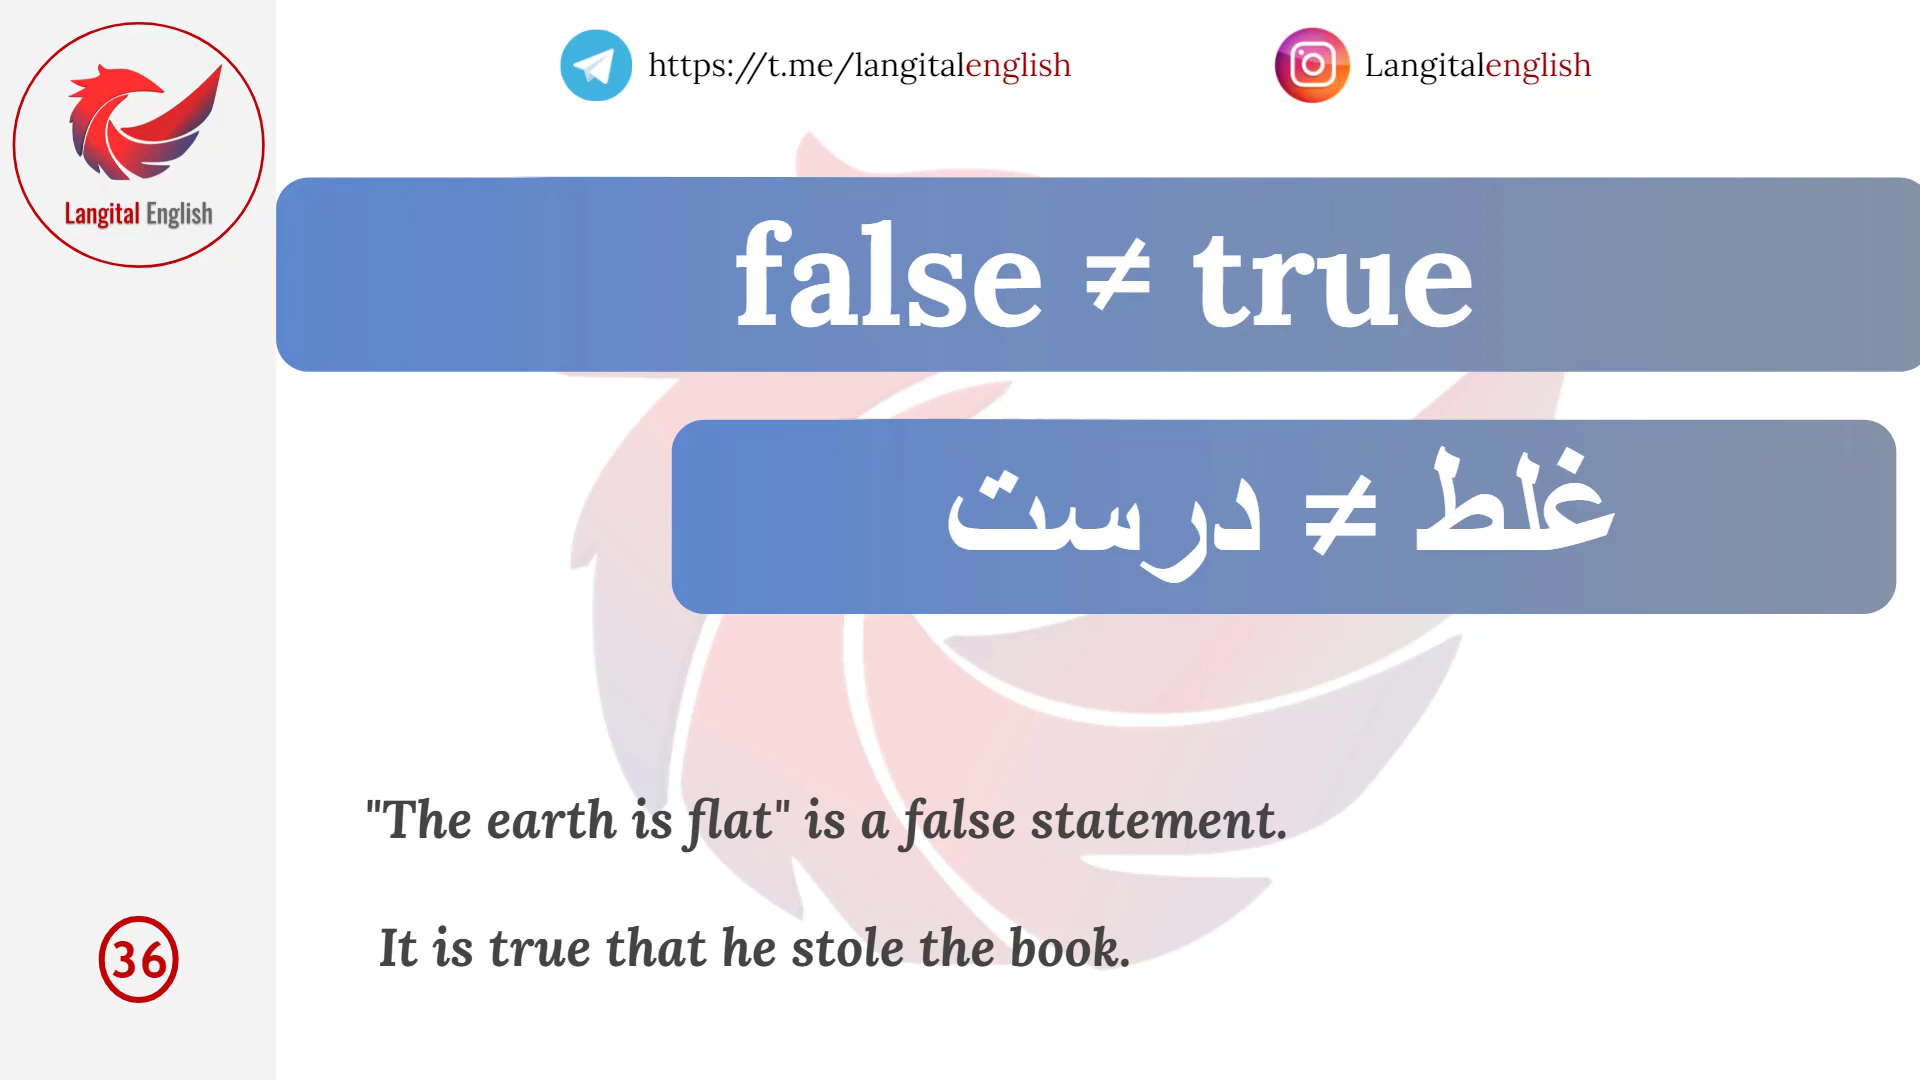 Langital English
https://t.me/langitalenglish
Langitalenglish
false ≠ true
غلط ≠ درست
"The earth is flat" is a false statement.
It is true that he stole the book.
36